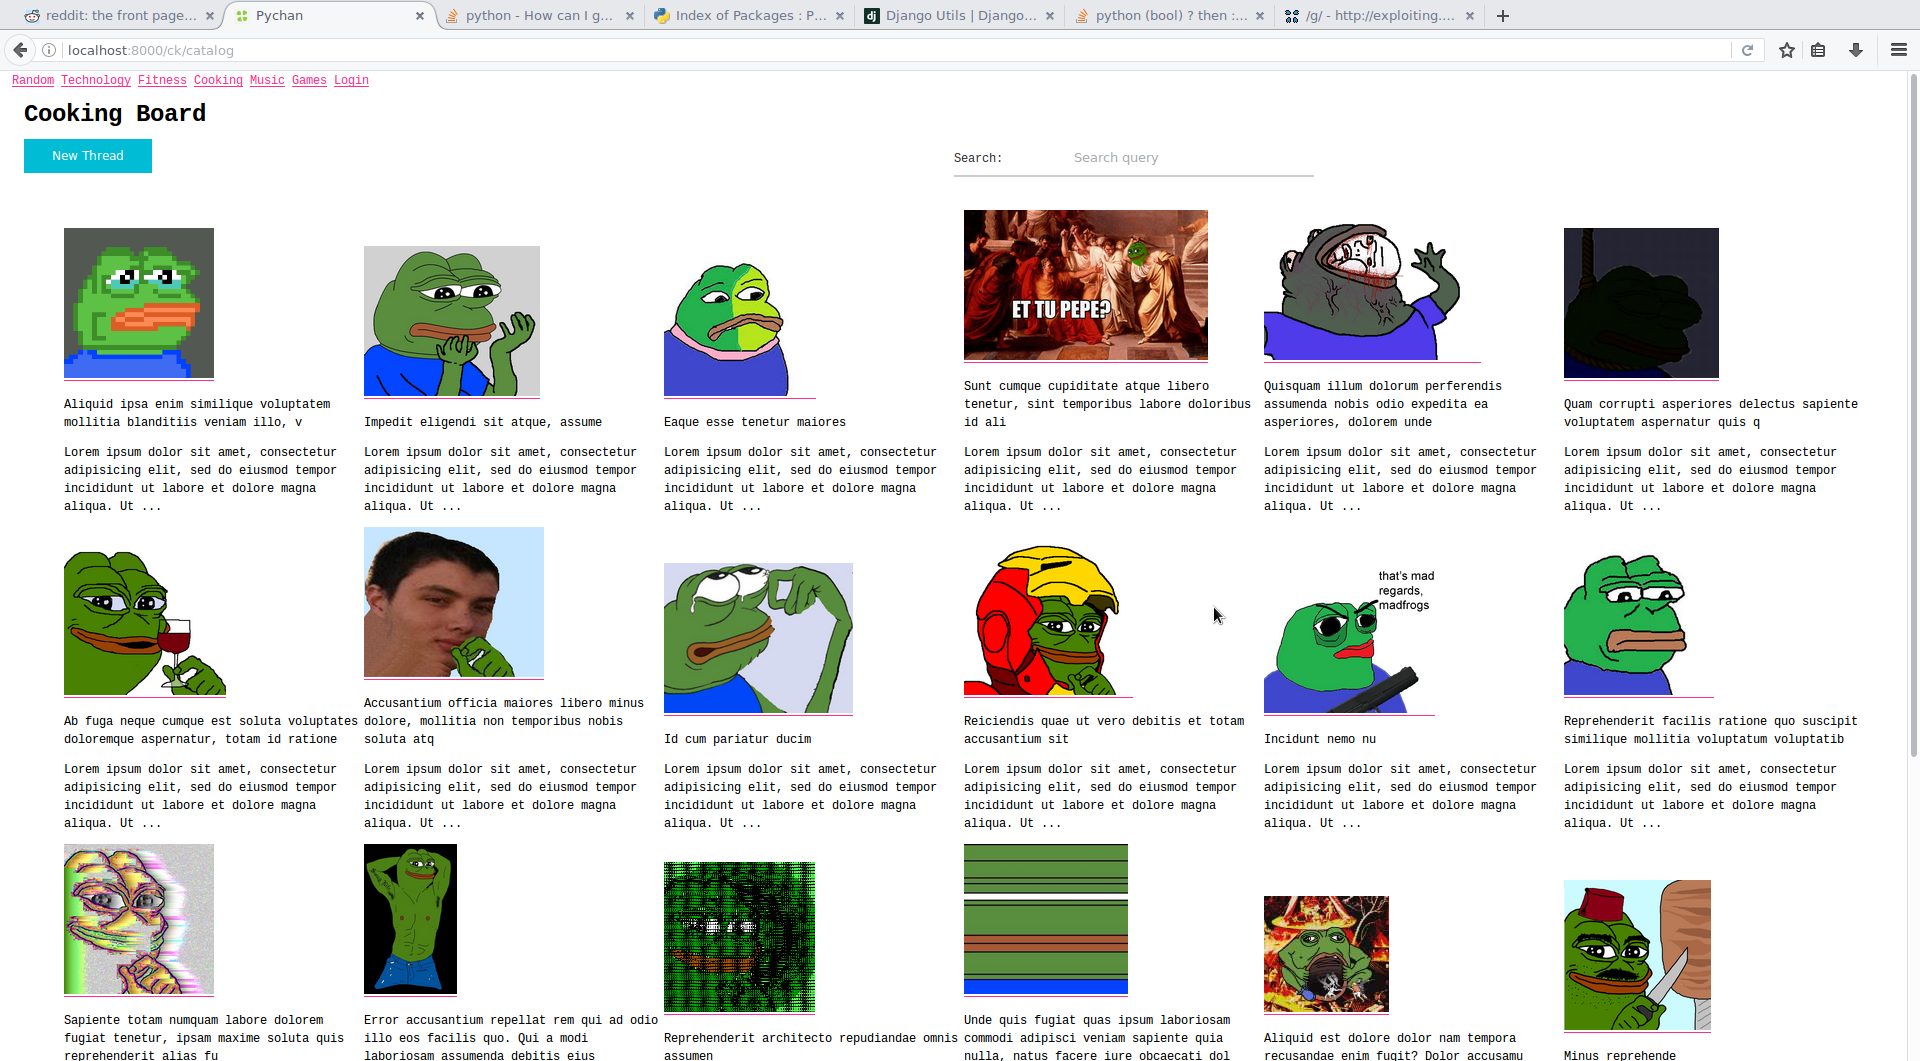 reddit: the front page...
Pychan
python - How can I g...
Index of Packages : P...
Django Utils | Django...
python (bool) ? then :...
/g/ - http://exploiting....
localhost:8000/ck/catalog
Random Technology Fitness Cooking Music Games Login
Cooking Board
New Thread
Search: Search query
ET TU PEPE?
Aliquid ipsa enim similique voluptatem
mollitia blanditiis veniam illo, v
Lorem ipsum dolor sit amet, consectetur
adipisicing elit, sed do eiusmod tempor
incididunt ut labore et dolore magna
aliqua. Ut ...
Impedit eligendi sit atque, assume
Lorem ipsum dolor sit amet, consectetur
adipisicing elit, sed do eiusmod tempor
incididunt ut labore et dolore magna
aliqua. Ut ...
Eaque esse tenetur maiores
Lorem ipsum dolor sit amet, consectetur
adipisicing elit, sed do eiusmod tempor
incididunt ut labore et dolore magna
aliqua. Ut ...
Sunt cumque cupiditate atque libero
tenetur, sint temporibus labore doloribus
id ali
Lorem ipsum dolor sit amet, consectetur
adipisicing elit, sed do eiusmod tempor
incididunt ut labore et dolore magna
aliqua. Ut ...
Quisquam illum dolorum perferendis
assumenda nobis odio expedita ea
asperiores, dolorem unde
Lorem ipsum dolor sit amet, consectetur
adipisicing elit, sed do eiusmod tempor
incididunt ut labore et dolore magna
aliqua. Ut ...
Quam corrupti asperiores delectus sapiente
voluptatem aspernatur quis q
Lorem ipsum dolor sit amet, consectetur
adipisicing elit, sed do eiusmod tempor
incididunt ut labore et dolore magna
aliqua. Ut ...
Ab fuga neque cumque est soluta voluptates
doloremque aspernatur, totam id ratione
Lorem ipsum dolor sit amet, consectetur
adipisicing elit, sed do eiusmod tempor
incididunt ut labore et dolore magna
aliqua. Ut ...
Accusantium officia maiores libero minus
dolore, mollitia non temporibus nobis
soluta atq
Lorem ipsum dolor sit amet, consectetur
adipisicing elit, sed do eiusmod tempor
incididunt ut labore et dolore magna
aliqua. Ut ...
Id cum pariatur ducim
Lorem ipsum dolor sit amet, consectetur
adipisicing elit, sed do eiusmod tempor
incididunt ut labore et dolore magna
aliqua. Ut ...
Reiciendis quae ut vero debitis et totam
accusantium sit
Lorem ipsum dolor sit amet, consectetur
adipisicing elit, sed do eiusmod tempor
incididunt ut labore et dolore magna
aliqua. Ut ...
that's mad
regards,
madfrogs
Incidunt nemo nu
Lorem ipsum dolor sit amet, consectetur
adipisicing elit, sed do eiusmod tempor
incididunt ut labore et dolore magna
aliqua. Ut ...
Reprehenderit facilis ratione quo suscipit
similique mollitia voluptatum voluptatib
Lorem ipsum dolor sit amet, consectetur
adipisicing elit, sed do eiusmod tempor
incididunt ut labore et dolore magna
aliqua. Ut ...
Sapiente totam numquam labore dolorem
fugiat tenetur, ipsam maxime soluta quis
reprehenderit alias fu
Error accusantium repellat rem qui ad odio
illo eos facilis quo. Qui a modi
laboriosam assumenda debitis eius
Reprehenderit architecto repudiandae omnis
assumen
Unde quis fugiat quas ipsum laboriosam
commodi adipisci veniam sapiente quia
nulla, natus facere iure obcaecati dol
Aliquid est dolore dolor nam tempora
recusandae enim fugit? Dolor accusamu
Minus reprehende